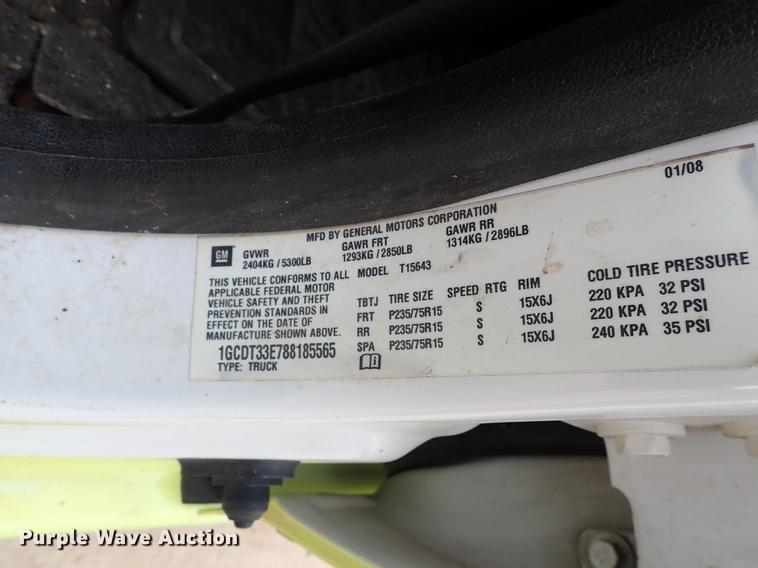 01/08
MFD BY GENERAL MOTORS CORPORATION
GM GVWR GAWR FRT GAWR RR
2404KG / 5300LB 1293KG / 2850LB 1314KG / 2896LB
THIS VEHICLE CONFORMS TO ALL MODEL T15643
APPLICABLE FEDERAL MOTOR
VEHICLE SAFETY AND THEFT
PREVENTION STANDARDS IN
EFFECT ON THE DATE OF
MANUFACTURE SHOWN ABOVE.
1GCDT33E788185565
TYPE: TRUCK
TBTJ TIRE SIZE SPEED RTG RIM COLD TIRE PRESSURE
FRT P235/75R15 S 15X6J 220 KPA 32 PSI
RR P235/75R15 S 15X6J 220 KPA 32 PSI
SPA P235/75R15 S 15X6J 240 KPA 35 PSI
Purple Wave Auction